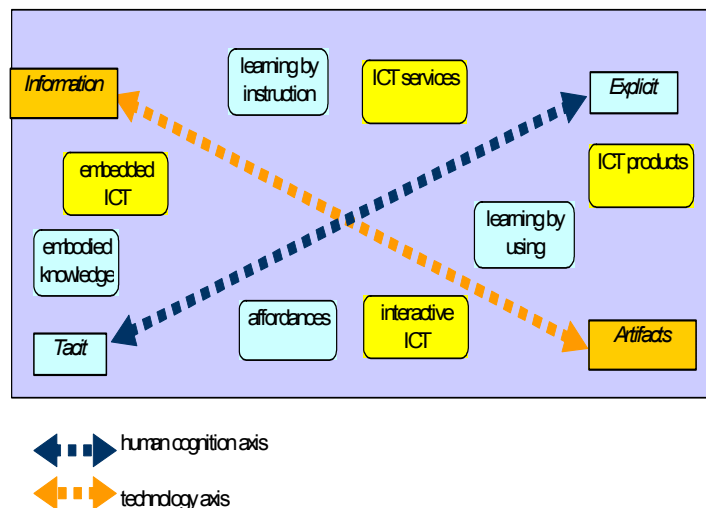 learning by
instruction
ICT services
Information
Explicit
embedded
ICT
ICT products
learning by
using
embodied
knowledge
affordances
interactive
ICT
Tacit
Artifacts
human cognition axis
technology axis